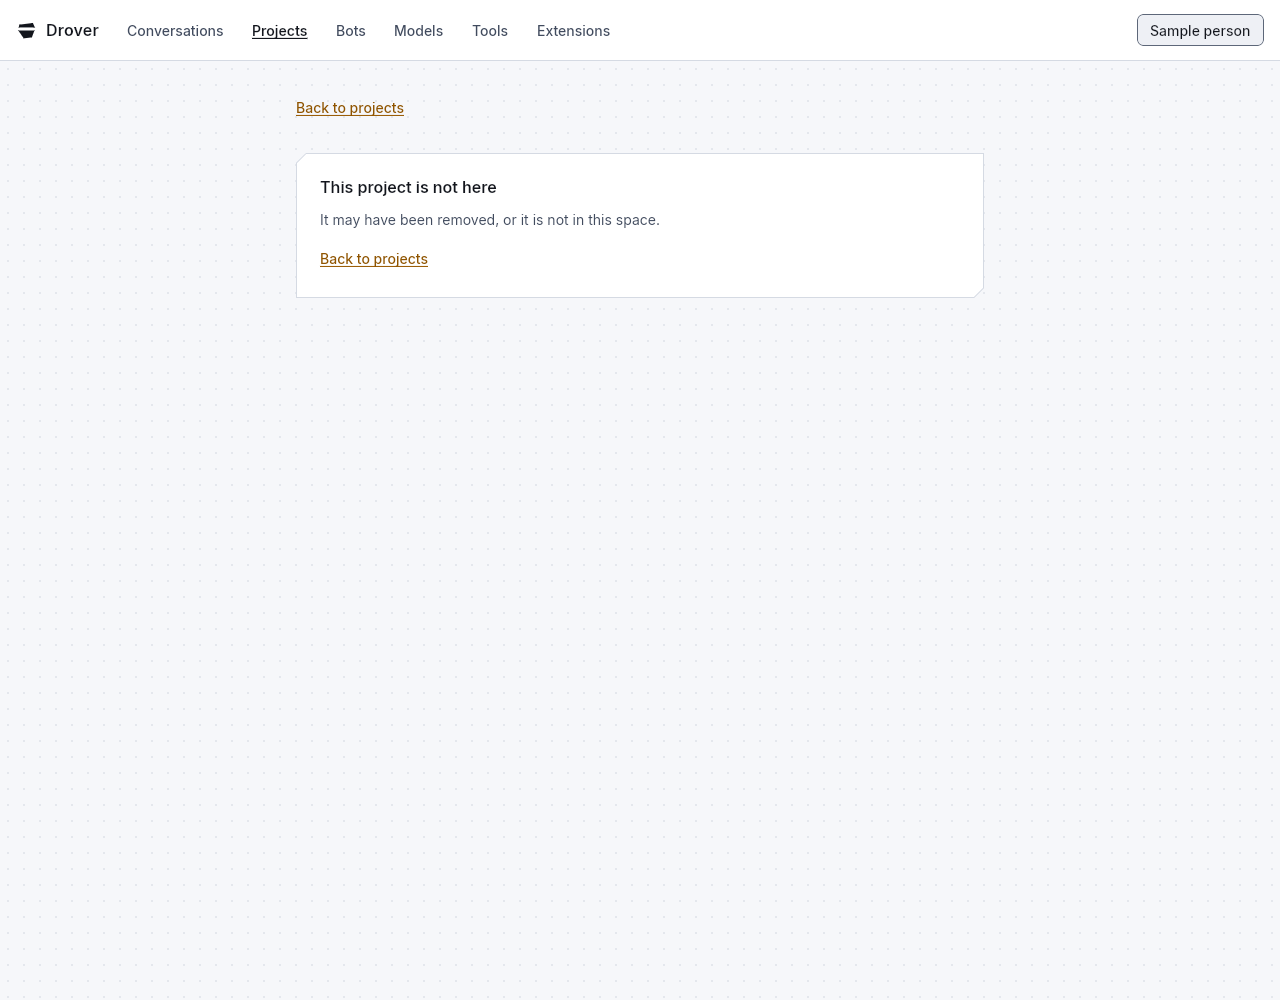 Drover
Conversations
Projects
Bots
Models
Tools
Extensions
Sample person
Back to projects
This project is not here
It may have been removed, or it is not in this space.
Back to projects